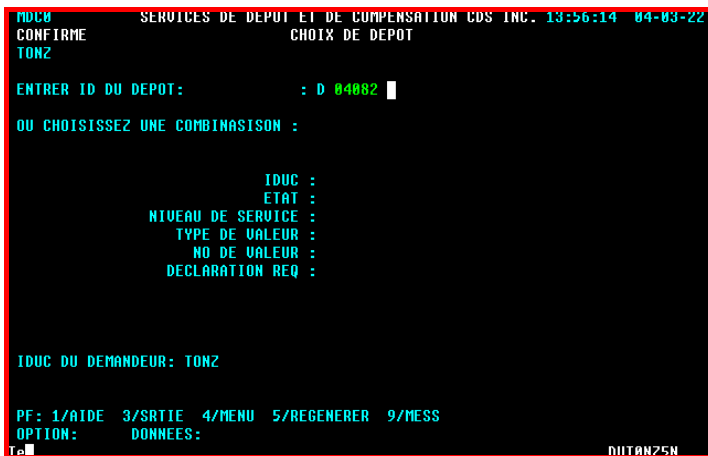 MDC0 SERVICES DE DEPOT ET DE COMPENSATION CDS INC. 13:56:14 04-03-22
CONFIRME CHOIX DE DEPOT
TONZ
ENTRER ID DU DEPOT: : D 04082
OU CHOISISSEZ UNE COMBINASISON :
IDUC :
ETAT :
NIVEAU DE SERVICE :
TYPE DE VALEUR :
NO DE VALEUR :
DECLARATION REQ :
IDUC DU DEMANDEUR: TONZ
PF: 1/AIDE 3/SRTIE 4/MENU 5/REGENERER 9/MESS
OPTION: DONNEES:
Te DUT0NZ5N